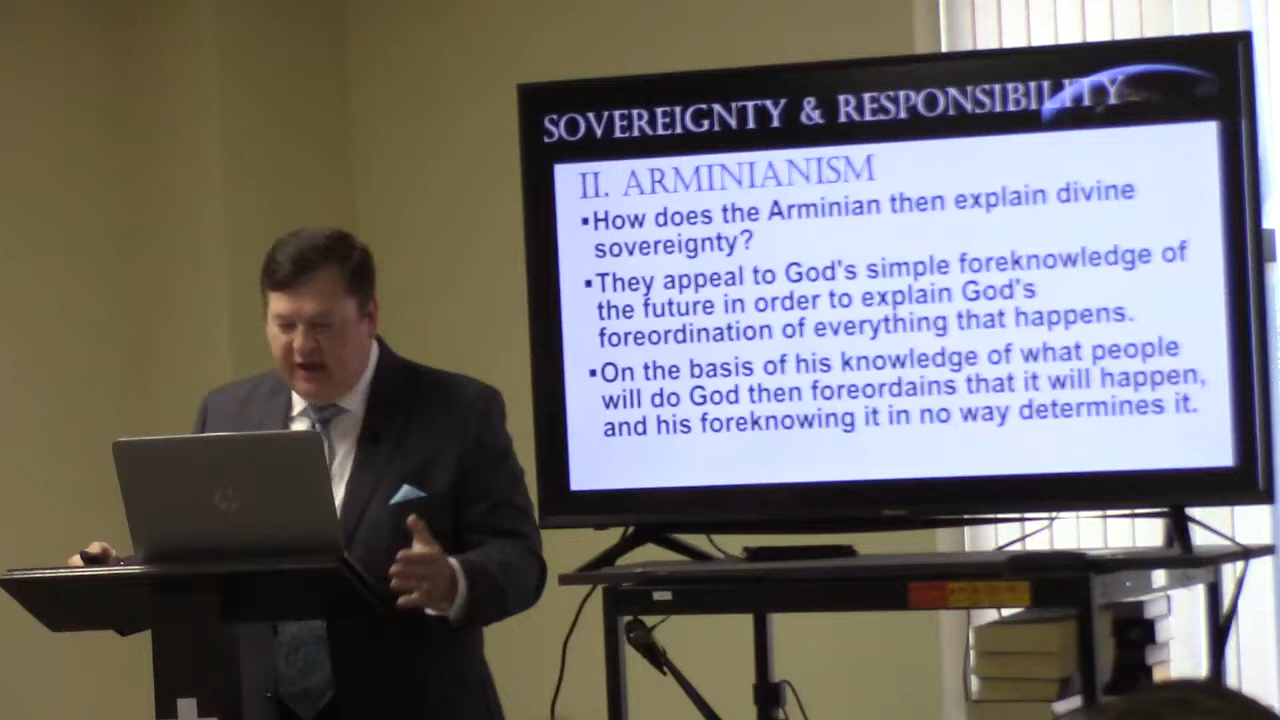 SOVEREIGNTY & RESPONSIBILITY
II. ARMINIANISM
▪How does the Arminian then explain divine
sovereignty?
▪They appeal to God's simple foreknowledge of
the future in order to explain God's
foreordination of everything that happens.
▪On the basis of his knowledge of what people
will do God then foreordains that it will happen,
and his foreknowing it in no way determines it.
hp